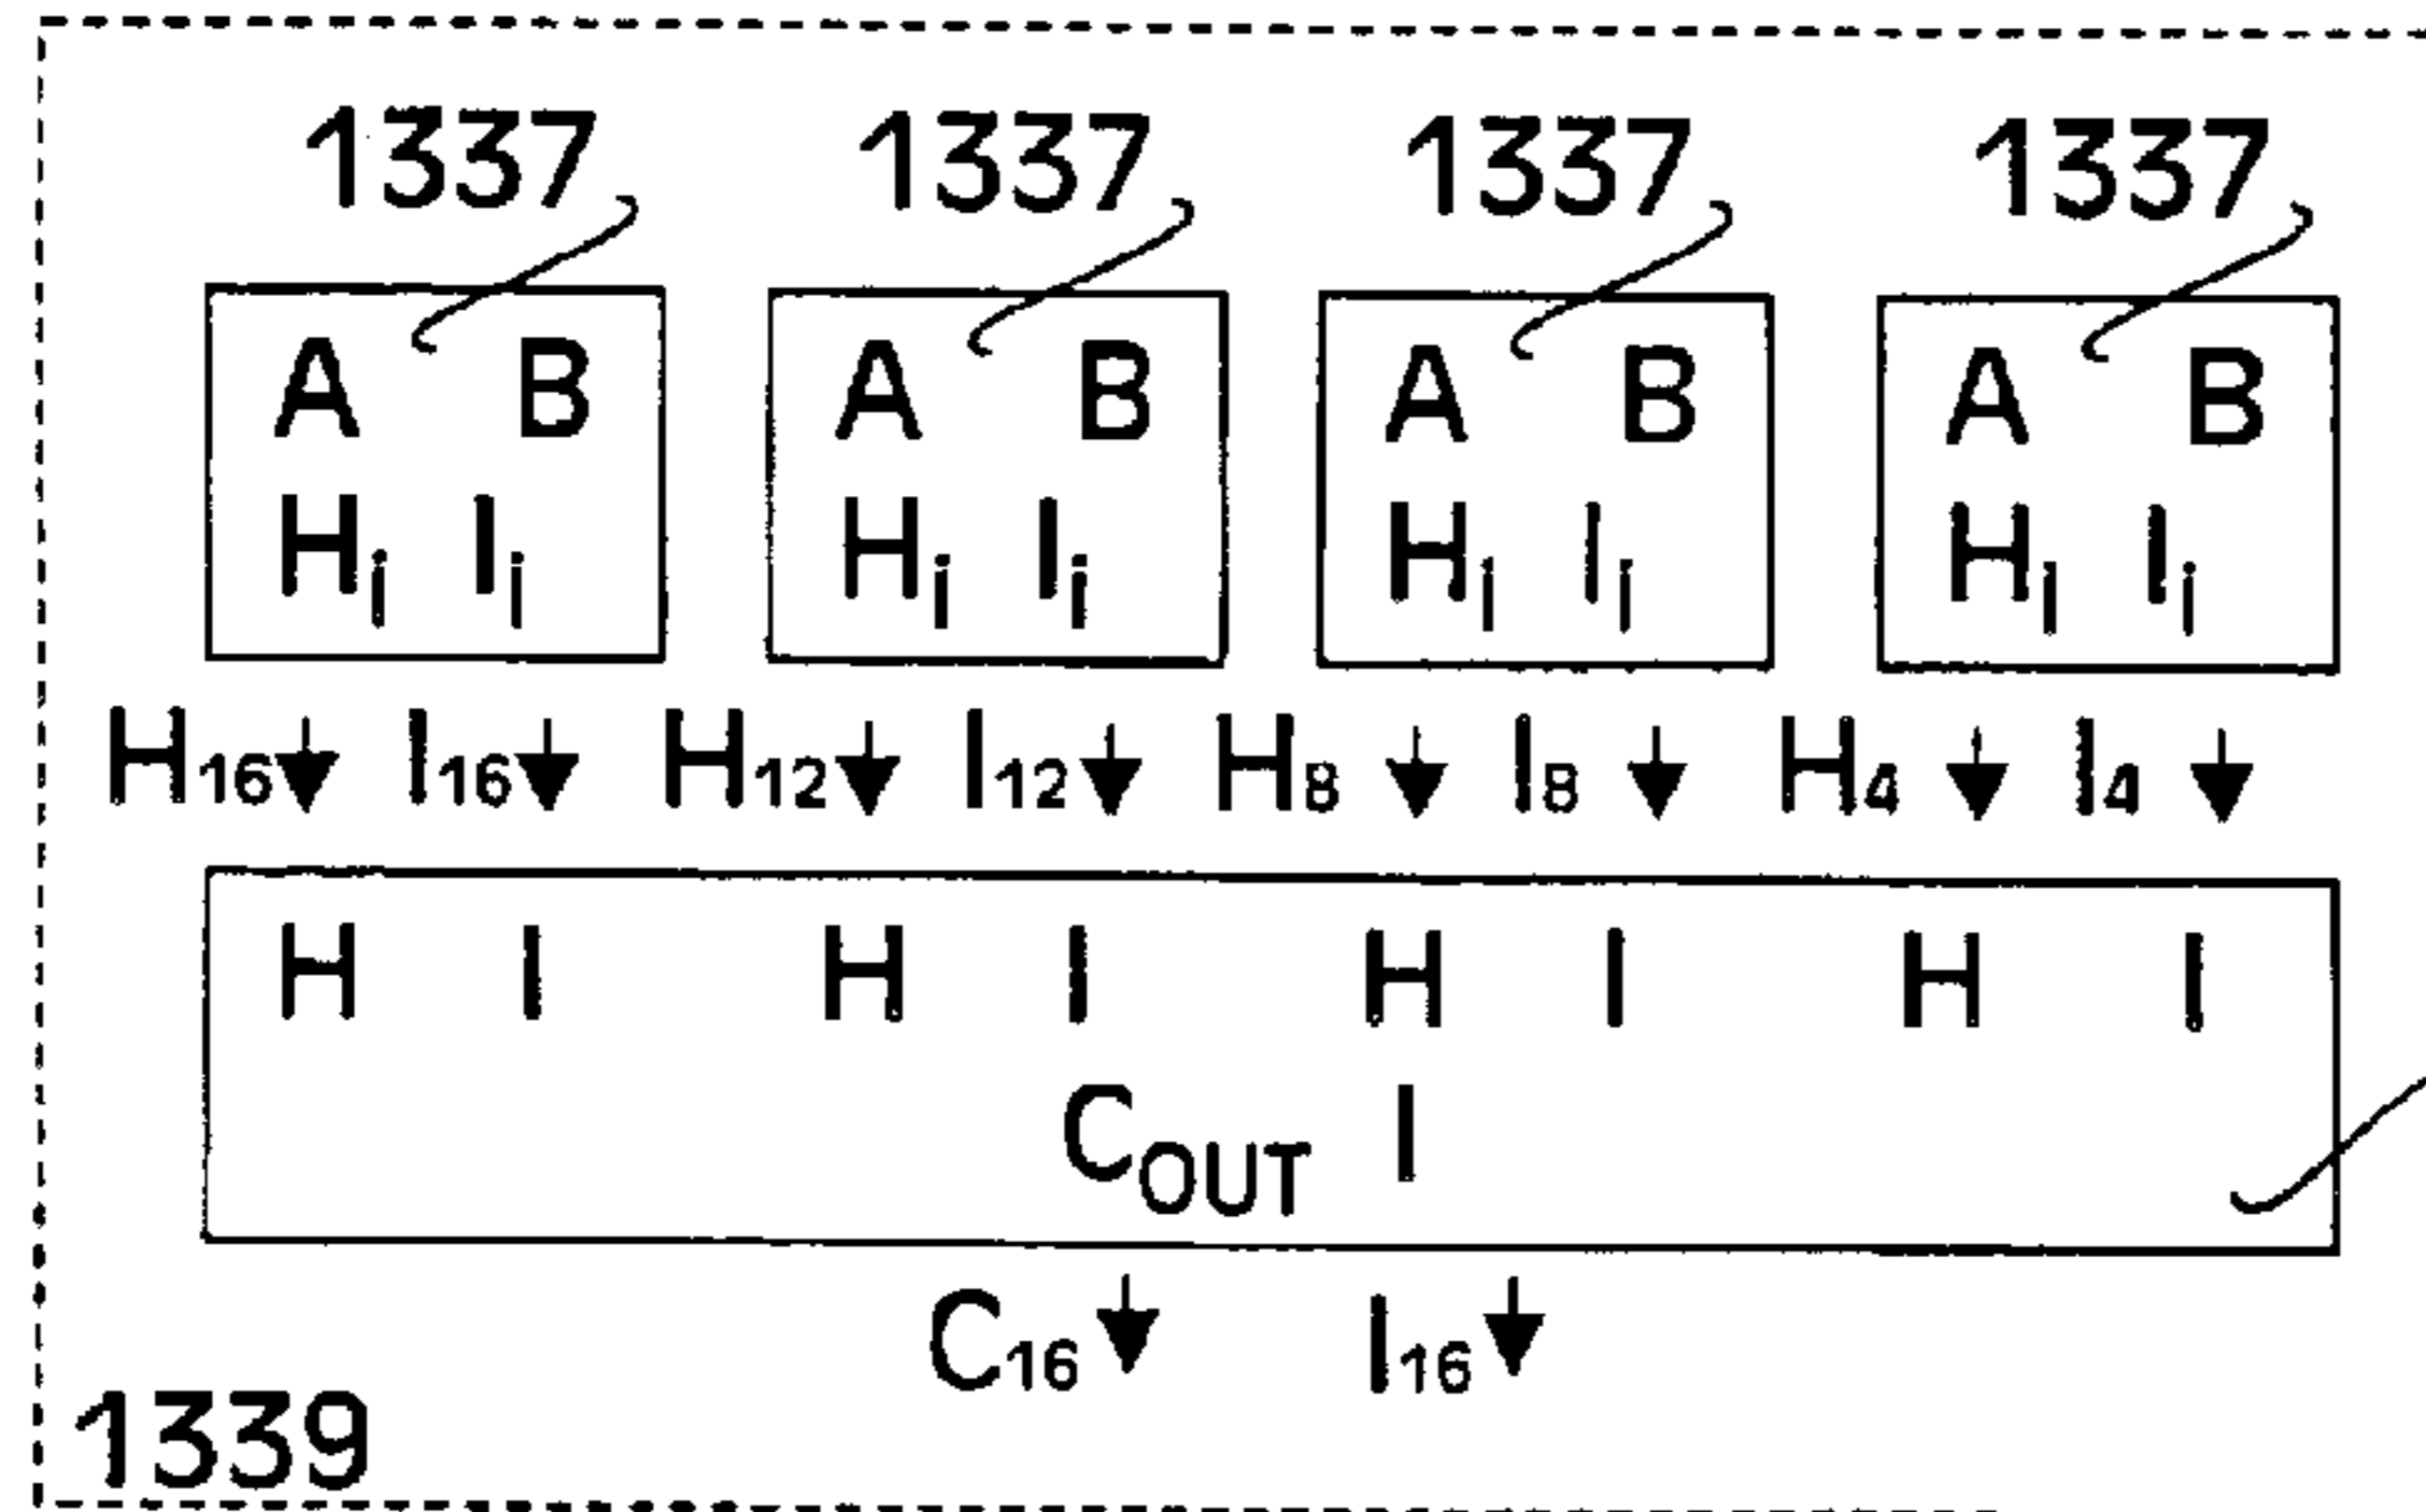 1337 1337 1337 1337
A B A B A B A B
Hi Ii Hi Ii Hi Ii Hi Ii
H16 I16 H12 I12 H8 I8 H4 I4
H I H I H I H I
COUT I
C16 I16
1339